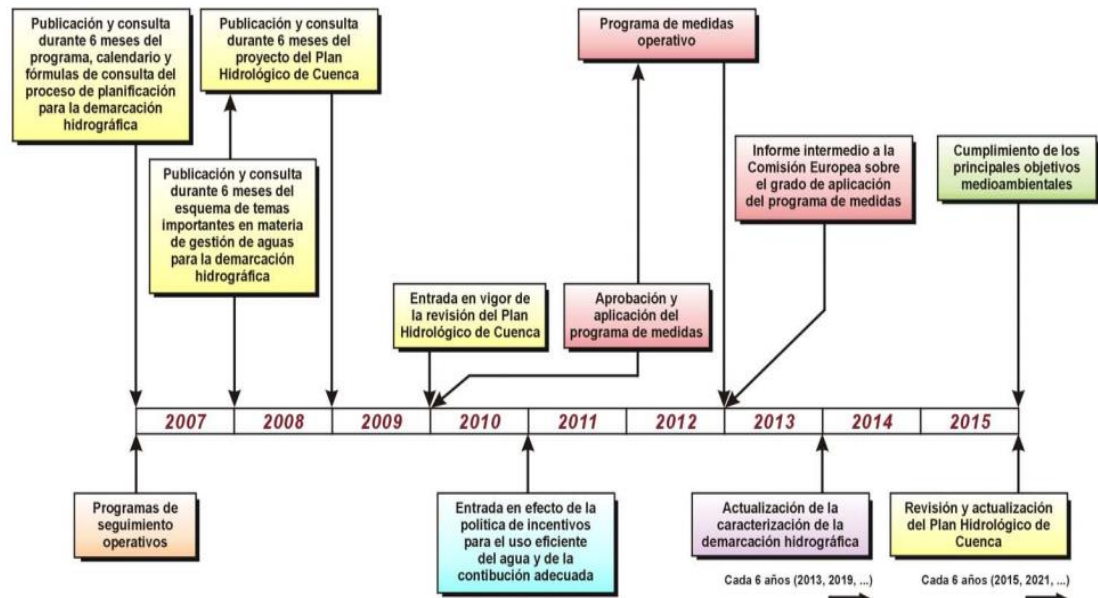 Publicación y consulta
durante 6 meses del
programa, calendario y
fórmulas de consulta del
proceso de planificación
para la demarcación
hidrográfica
Publicación y consulta
durante 6 meses del
proyecto del Plan
Hidrológico de Cuenca
Programa de medidas
operativo
Publicación y consulta
durante 6 meses del
esquema de temas
importantes en materia
de gestión de aguas
para la demarcación
hidrográfica
Informe intermedio a la
Comisión Europea sobre
el grado de aplicación
del programa de medidas
Cumplimiento de los
principales objetivos
medioambientales
Entrada en vigor de
la revisión del Plan
Hidrológico de Cuenca
Aprobación y
aplicación del
programa de medidas
2007 2008 2009 2010 2011 2012 2013 2014 2015
Programas de
seguimiento
operativos
Entrada en efecto de la
política de incentivos
para el uso eficiente
del agua y de la
contibución adecuada
Actualización de la
caracterización de la
demarcación hidrográfica
Cada 6 años (2013, 2019, ...)
Revisión y actualización
del Plan Hidrológico de
Cuenca
Cada 6 años (2015, 2021, ...)